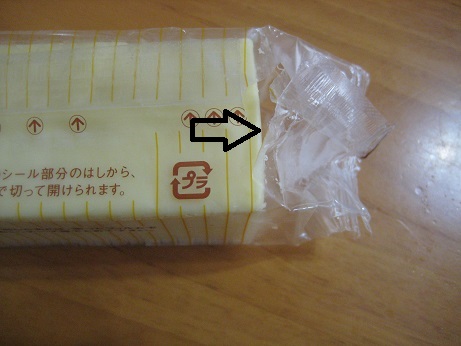 シール部分のはしから、
で切って開けられます。
プラ